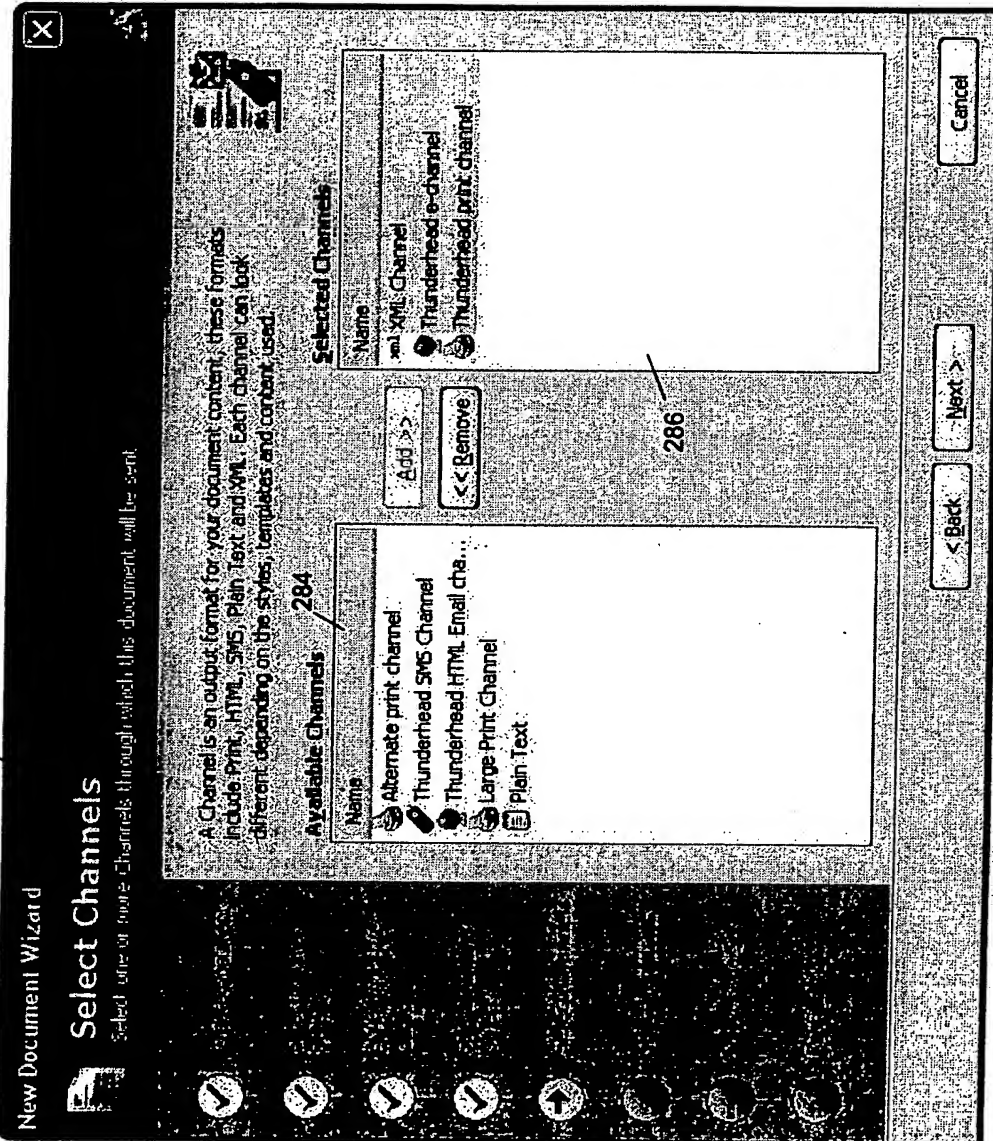 New Document Wizard
Select Channels
Select one or more Channels through which this document will be sent
A Channel is an output format for your document content, these formats
include Print, HTML, SMS, Plain Text and XML. Each channel can look
different depending on the styles, templates and content used.
Available Channels
284
Name
Alternate print channel
Thunderhead SMS Channel
Thunderhead HTML Email cha...
Large Print Channel
Plain Text
Add >>
<< Remove
Selected Channels
Name
.xml XML Channel
Thunderhead e-channel
Thunderhead print channel
286
< Back
Next >
Cancel